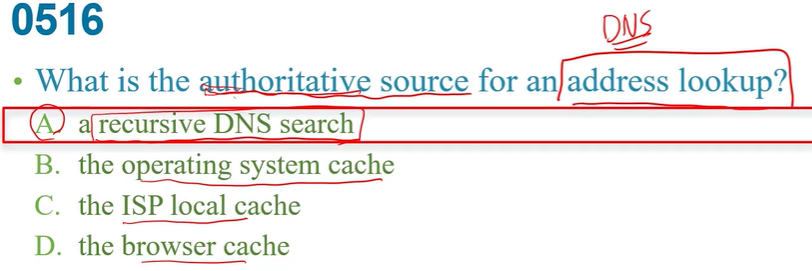 0516
DNS
• What is the authoritative source for an address lookup?
A. a recursive DNS search
B. the operating system cache
C. the ISP local cache
D. the browser cache